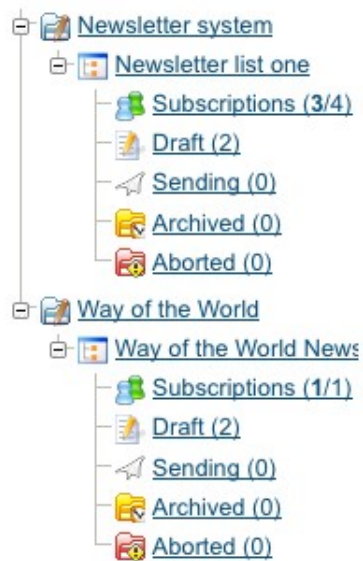 Newsletter system
Newsletter list one
Subscriptions (3/4)
Draft (2)
Sending (0)
Archived (0)
Aborted (0)
Way of the World
Way of the World News
Subscriptions (1/1)
Draft (2)
Sending (0)
Archived (0)
Aborted (0)